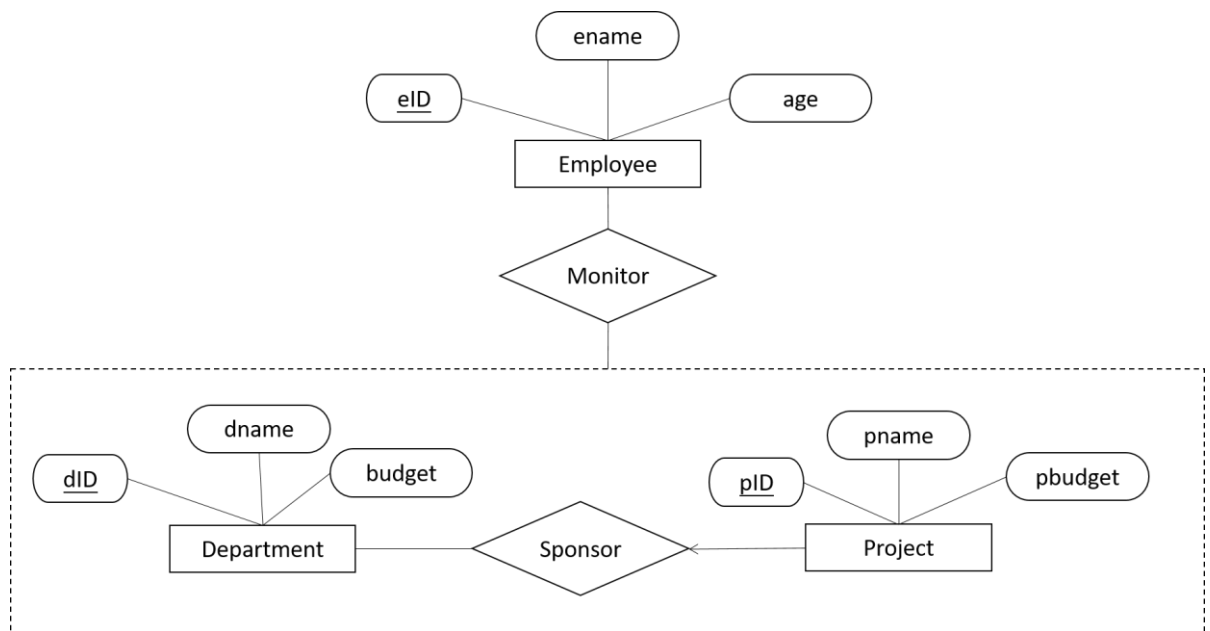 ename
eID
age
Employee
Monitor
dname
dID
budget
Department
Sponsor
pname
pID
pbudget
Project